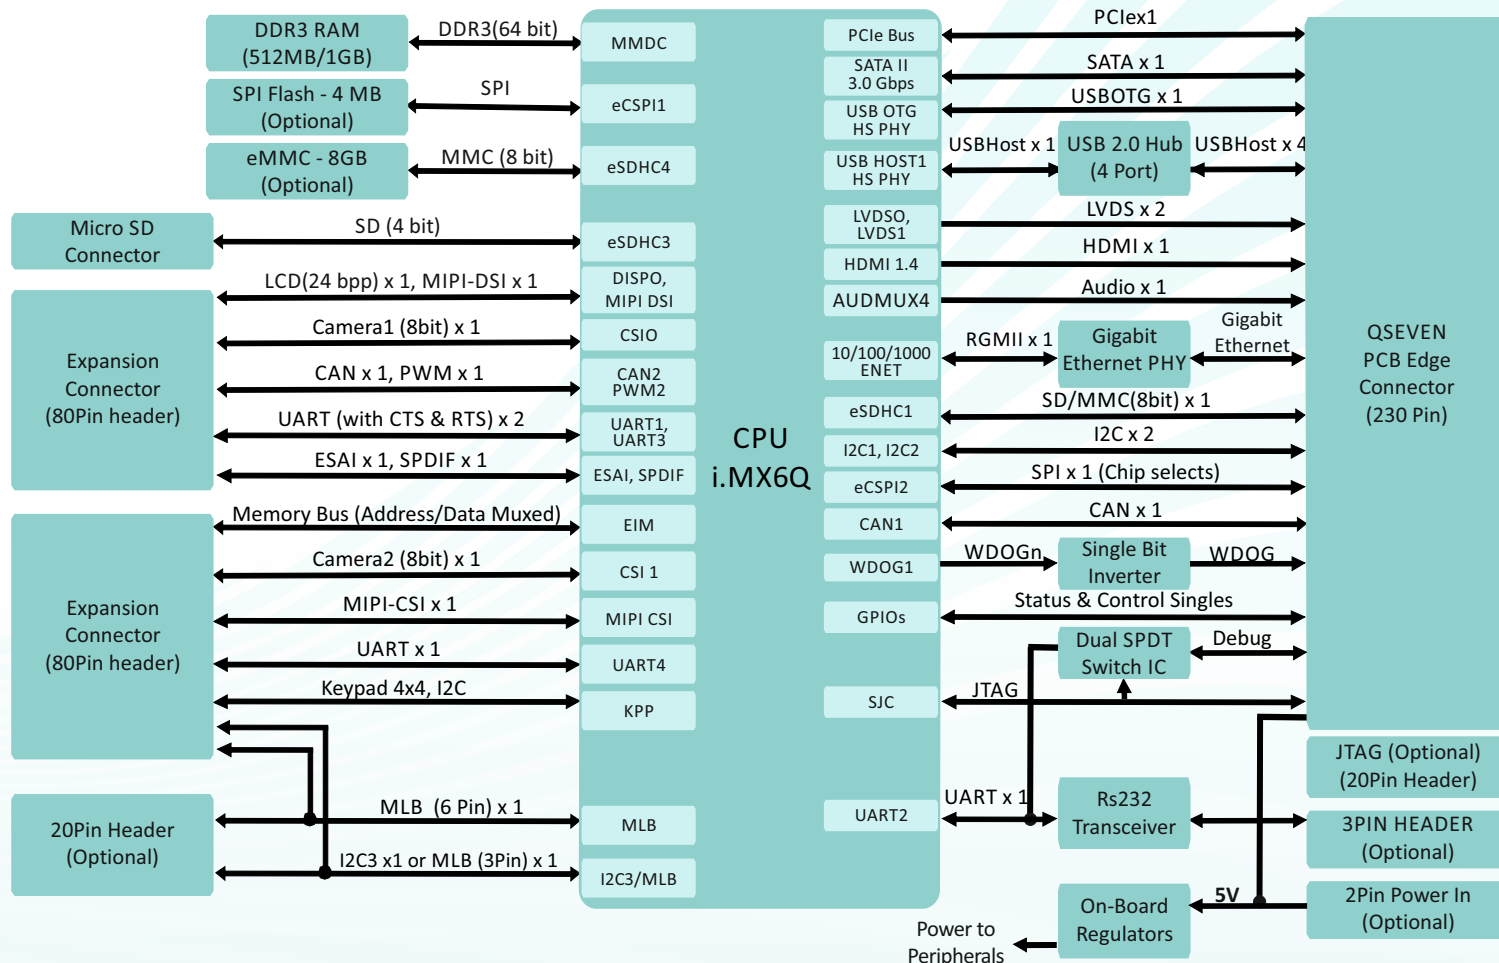 DDR3 RAM
(512MB/1GB)
DDR3(64 bit)
MMDC
SPI Flash - 4 MB
(Optional)
SPI
eCSPI1
eMMC - 8GB
(Optional)
MMC (8 bit)
eSDHC4
Micro SD
Connector
SD (4 bit)
eSDHC3
Expansion
Connector
(80Pin header)
LCD(24 bpp) x 1, MIPI-DSI x 1
DISPO,
MIPI DSI
Camera1 (8bit) x 1
CSIO
CAN x 1, PWM x 1
CAN2
PWM2
UART (with CTS & RTS) x 2
UART1,
UART3
ESAI x 1, SPDIF x 1
ESAI, SPDIF
Expansion
Connector
(80Pin header)
Memory Bus (Address/Data Muxed)
EIM
Camera2 (8bit) x 1
CSI 1
MIPI-CSI x 1
MIPI CSI
UART x 1
UART4
Keypad 4x4, I2C
KPP
20Pin Header
(Optional)
MLB (6 Pin) x 1
MLB
I2C3 x1 or MLB (3Pin) x 1
I2C3/MLB
CPU
i.MX6Q
PCIe Bus
PCIex1
SATA II
3.0 Gbps
SATA x 1
USB OTG
HS PHY
USBOTG x 1
USB HOST1
HS PHY
USBHost x 1
USB 2.0 Hub
(4 Port)
USBHost x 4
LVDSO,
LVDS1
LVDS x 2
HDMI 1.4
HDMI x 1
AUDMUX4
Audio x 1
10/100/1000
ENET
RGMII x 1
Gigabit
Ethernet PHY
Gigabit
Ethernet
eSDHC1
SD/MMC(8bit) x 1
I2C1, I2C2
I2C x 2
eCSPI2
SPI x 1 (Chip selects)
CAN1
CAN x 1
WDOG1
WDOGn
Single Bit
Inverter
WDOG
GPIOs
Status & Control Singles
Dual SPDT
Switch IC
Debug
SJC
JTAG
UART2
UART x 1
Rs232
Transceiver
On-Board
Regulators
5V
Power to
Peripherals
QSEVEN
PCB Edge
Connector
(230 Pin)
JTAG (Optional)
(20Pin Header)
3PIN HEADER
(Optional)
2Pin Power In
(Optional)